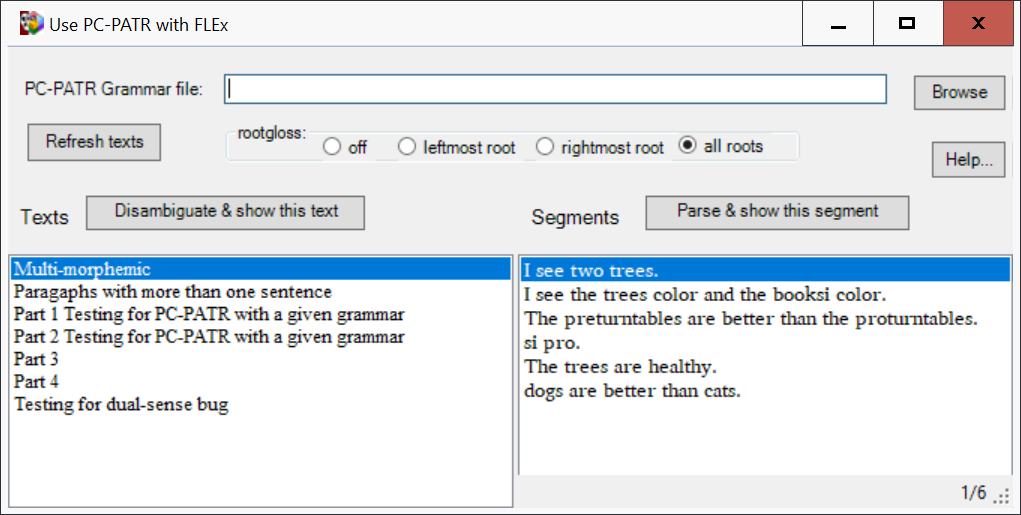 Use PC-PATR with FLEx
PC-PATR Grammar file:
Browse
Refresh texts
rootgloss:
off
leftmost root
rightmost root
all roots
Help...
Texts
Disambiguate & show this text
Segments
Parse & show this segment
Multi-morphemic
Paragaphs with more than one sentence
Part 1 Testing for PC-PATR with a given grammar
Part 2 Testing for PC-PATR with a given grammar
Part 3
Part 4
Testing for dual-sense bug
I see two trees.
I see the trees color and the booksi color.
The preturntables are better than the proturntables.
si pro.
The trees are healthy.
dogs are better than cats.
1/6